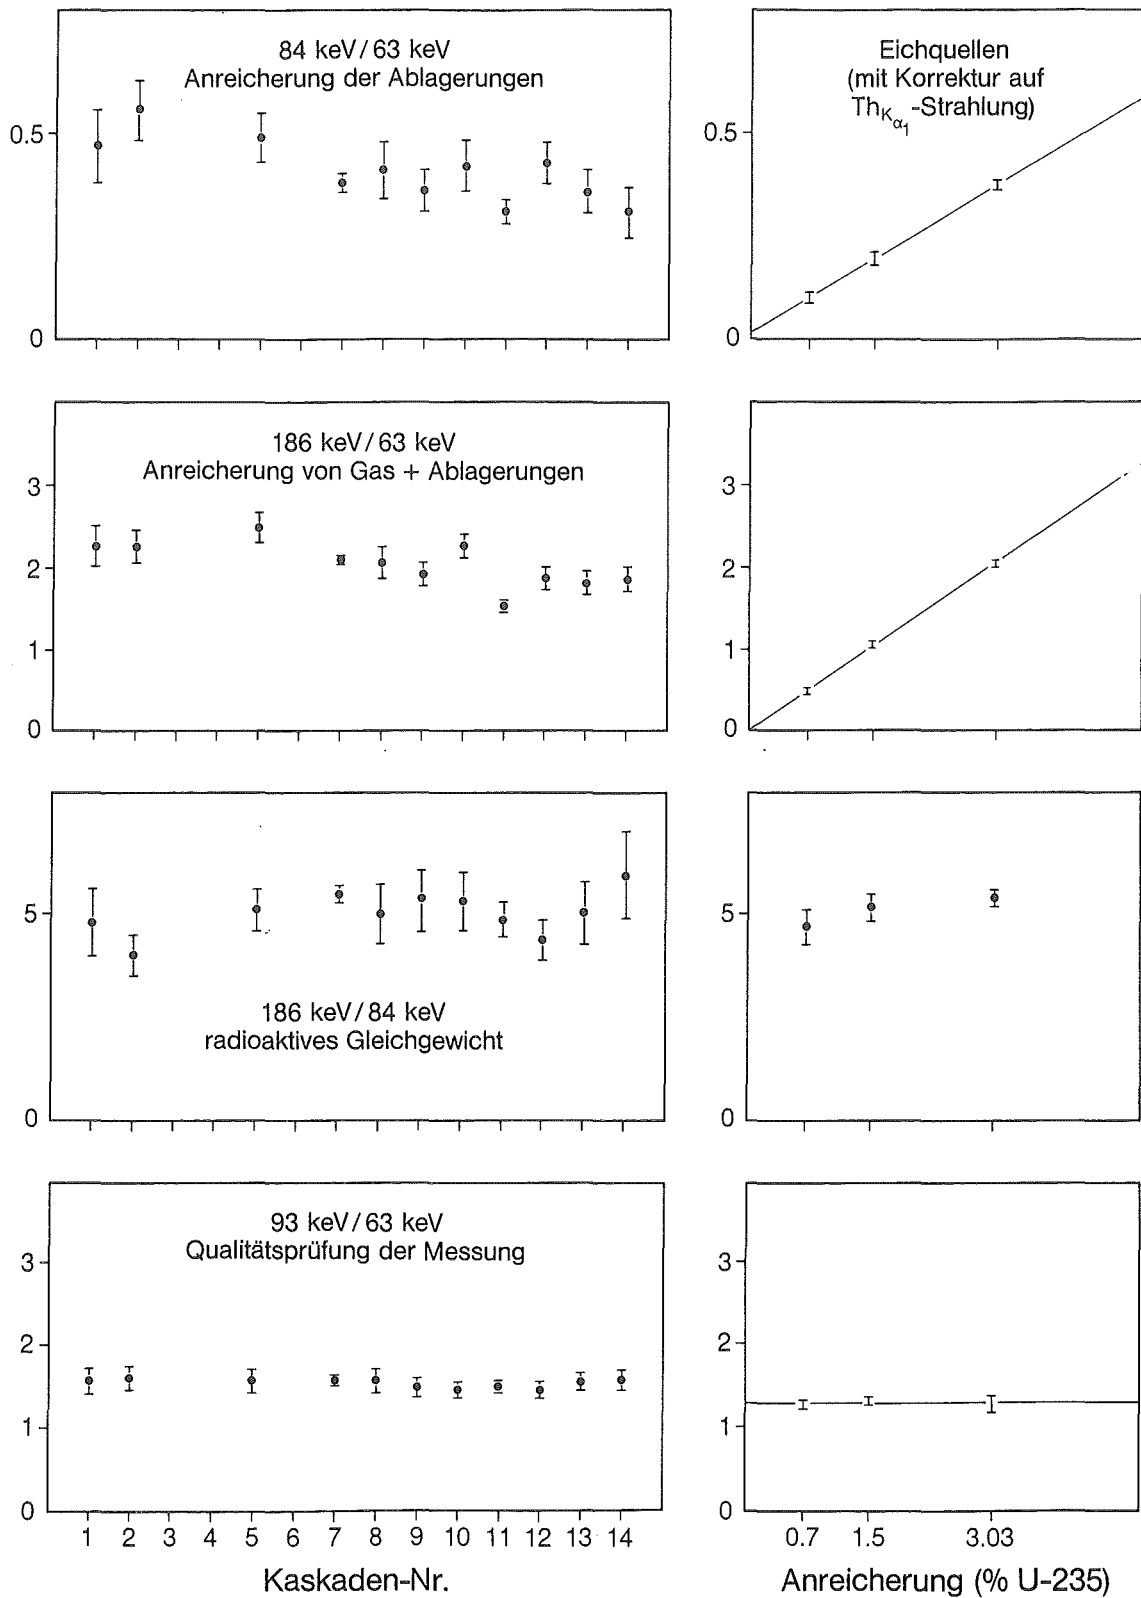 84 keV/63 keV
Anreicherung der Ablagerungen
0.5
0
Eichquellen
(mit Korrektur auf
Th_{K_{α_1}}-Strahlung)
0.5
0
186 keV/63 keV
Anreicherung von Gas + Ablagerungen
3
2
1
0
3
2
1
0
5
186 keV/84 keV
radioaktives Gleichgewicht
0
5
0
93 keV/63 keV
Qualitätsprüfung der Messung
3
2
1
0
1 2 3 4 5 6 7 8 9 10 11 12 13 14
Kaskaden-Nr.
3
2
1
0
0.7 1.5 3.03
Anreicherung (% U-235)